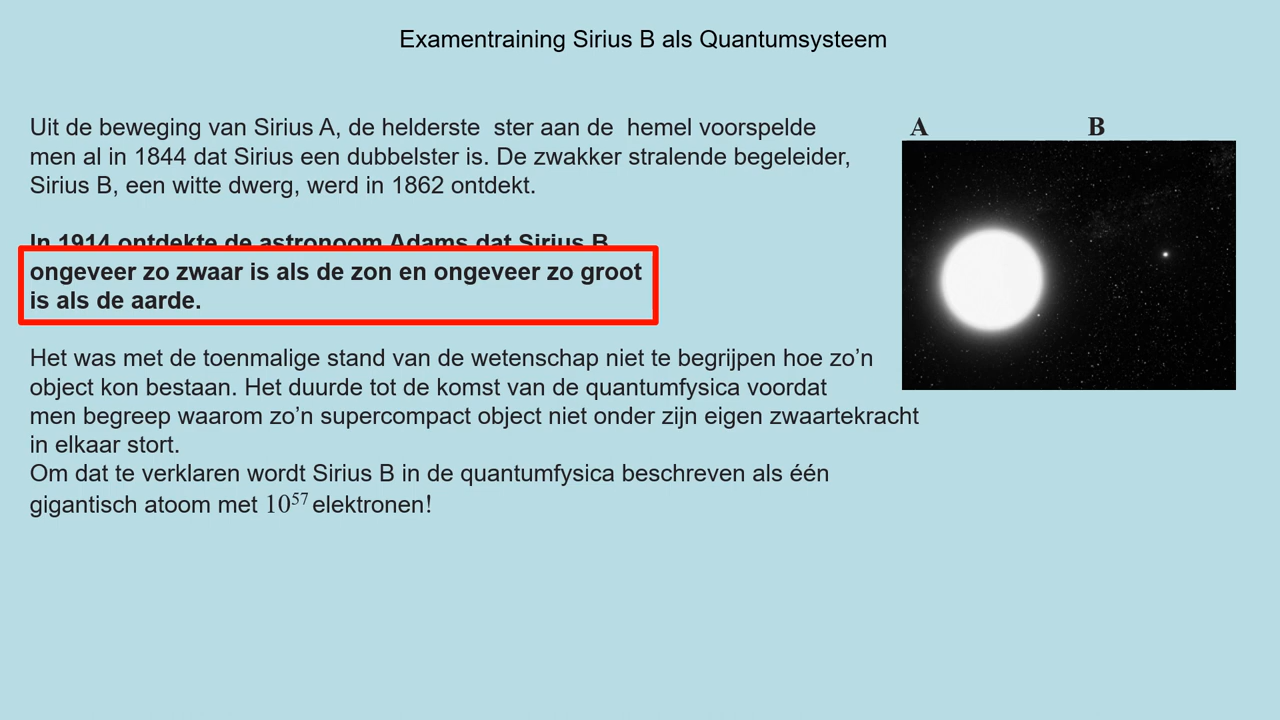 Examentraining Sirius B als Quantumsysteem
Uit de beweging van Sirius A, de helderste ster aan de hemel voorspelde
men al in 1844 dat Sirius een dubbelster is. De zwakker stralende begeleider,
Sirius B, een witte dwerg, werd in 1862 ontdekt.
In 1914 ontdekte de astronoom Adams dat Sirius B
ongeveer zo zwaar is als de zon en ongeveer zo groot
is als de aarde.
Het was met de toenmalige stand van de wetenschap niet te begrijpen hoe zo’n
object kon bestaan. Het duurde tot de komst van de quantumfysica voordat
men begreep waarom zo’n supercompact object niet onder zijn eigen zwaartekracht
in elkaar stort.
Om dat te verklaren wordt Sirius B in de quantumfysica beschreven als één
gigantisch atoom met 10⁵⁷ elektronen!
A B